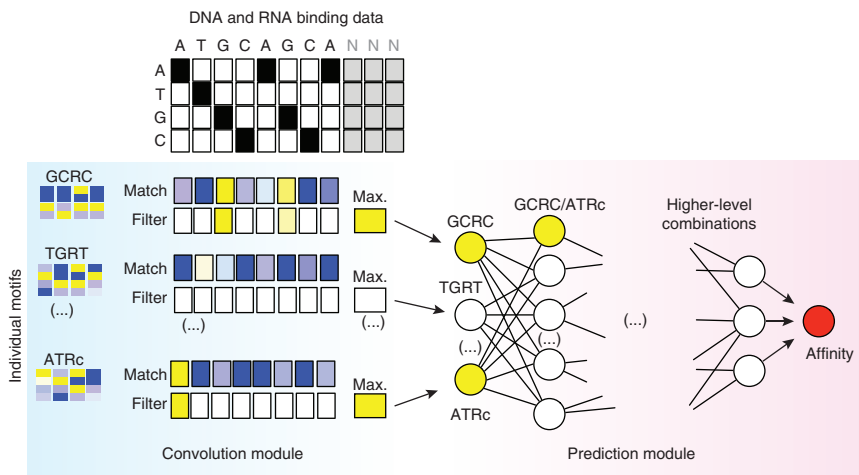 DNA and RNA binding data
A T G C A G C A N N N
A
T
G
C
Individual motifs
GCRC
Match
Filter
Max.
TGRT
Match
Filter
Max.
(...)
(...)
(...)
ATRc
Match
Filter
Max.
Convolution module
GCRC
GCRC/ATRc
TGRT
(...)
(...)
ATRc
Higher-level
combinations
(...)
Affinity
Prediction module